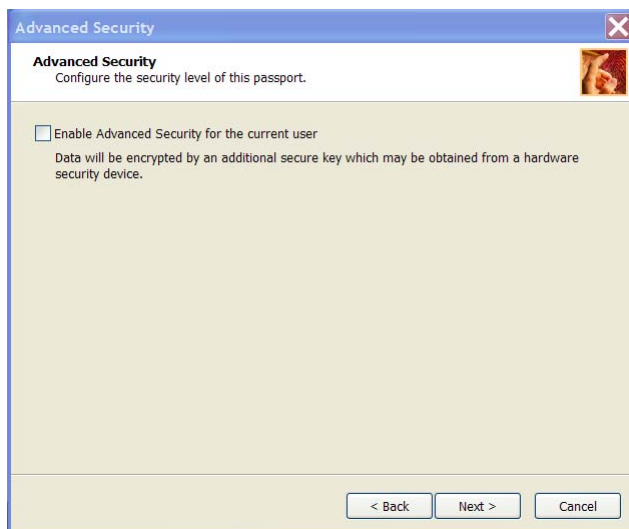 Advanced Security
Advanced Security
Configure the security level of this passport.
Enable Advanced Security for the current user
Data will be encrypted by an additional secure key which may be obtained from a hardware
security device.
< Back Next > Cancel